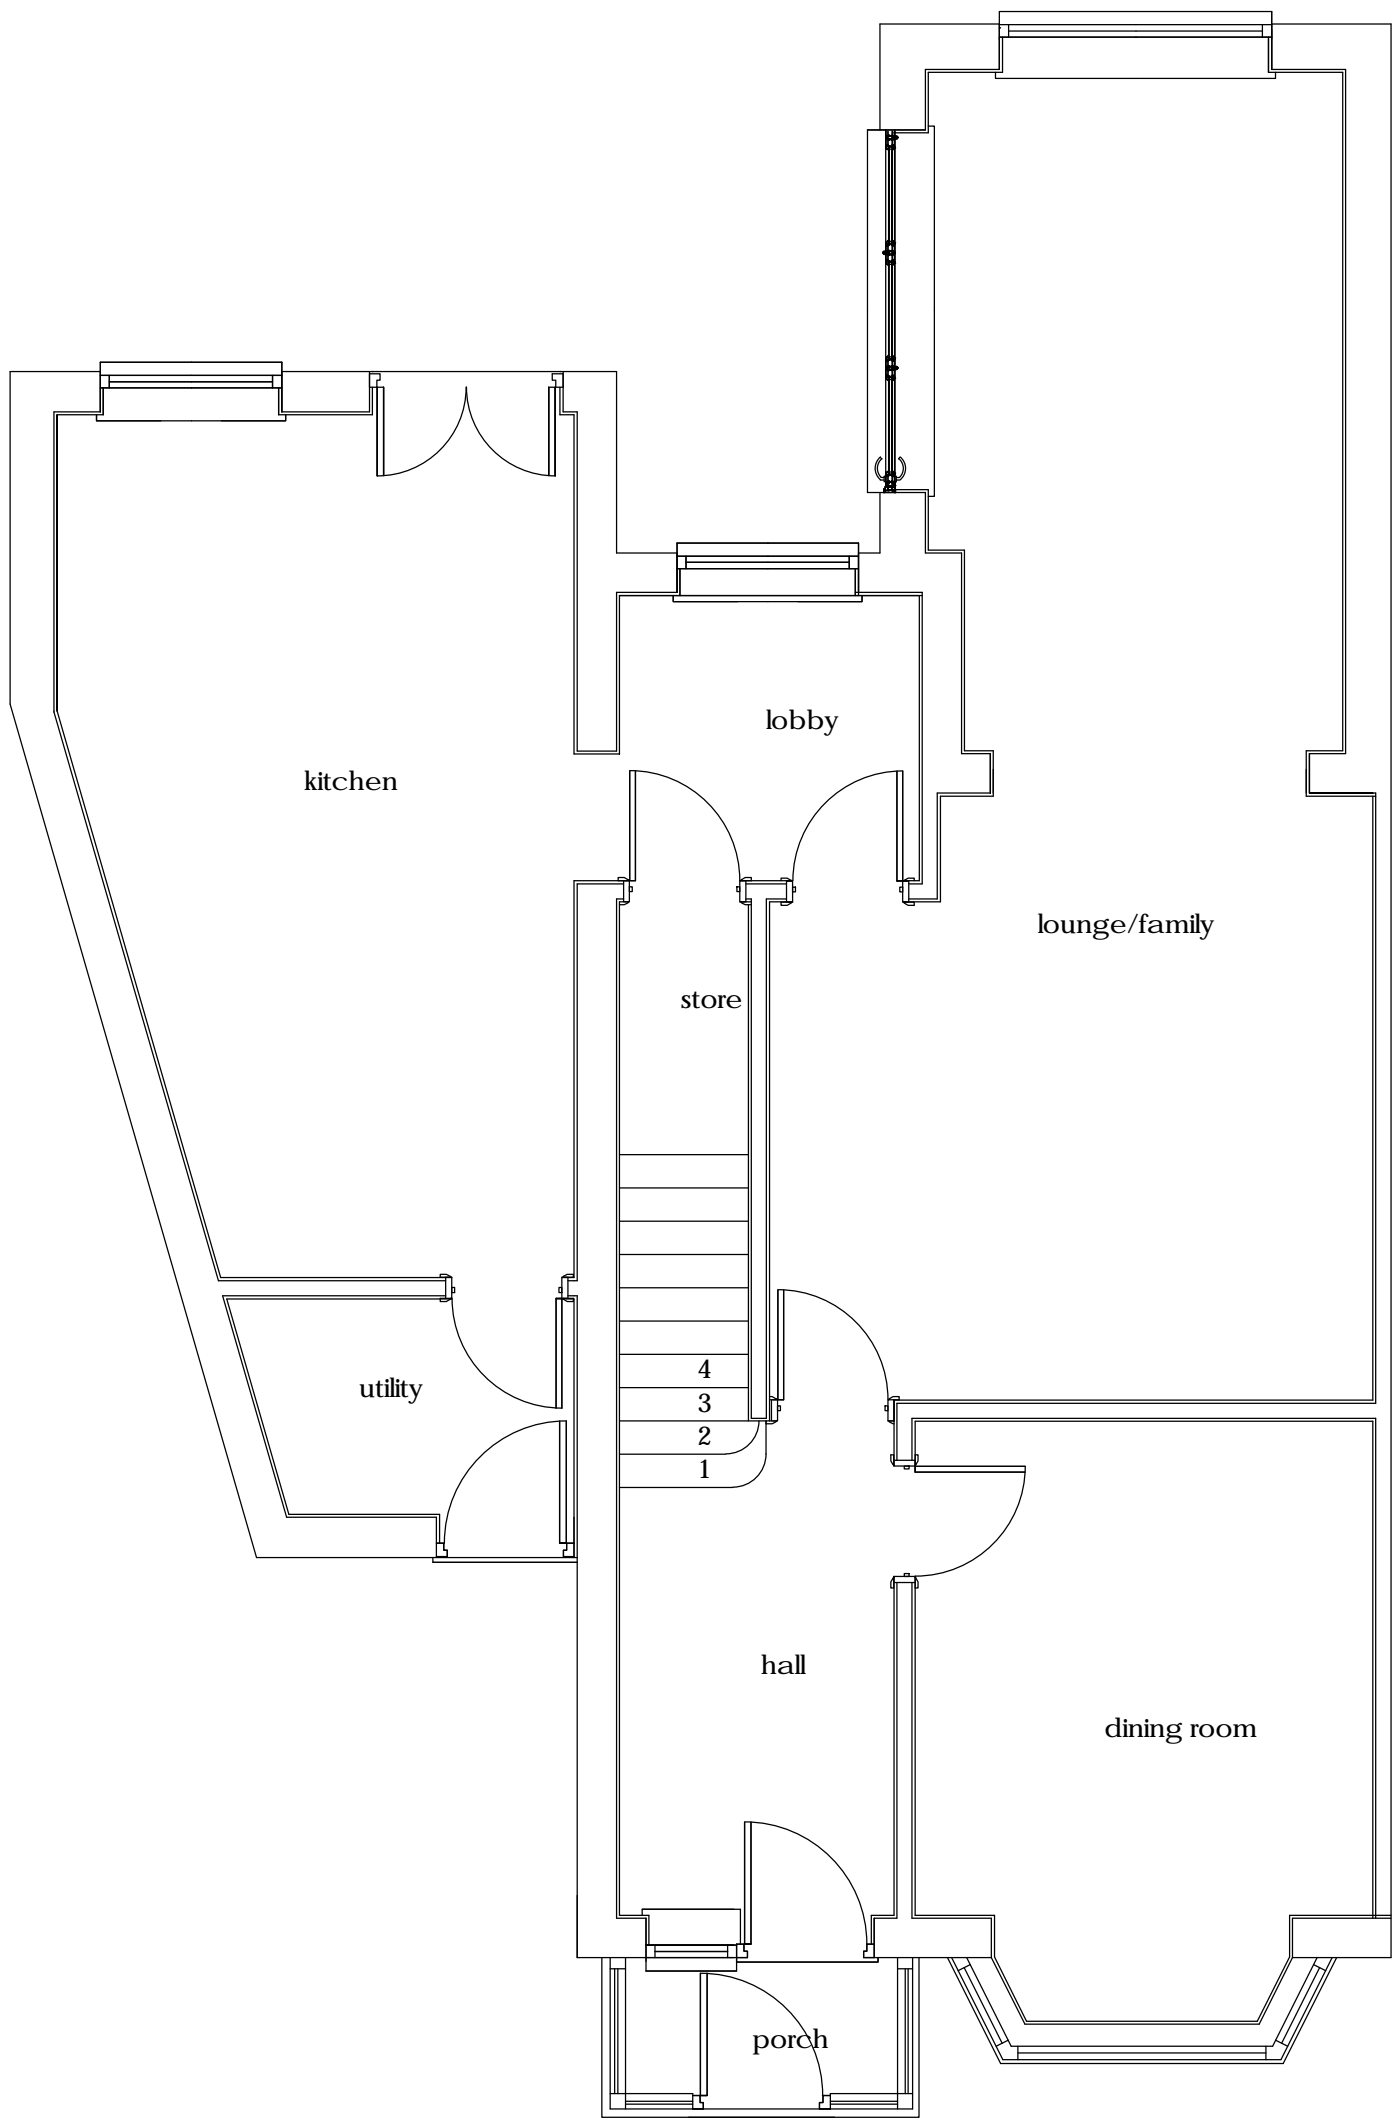 lobby
kitchen
lounge/family
store
4
utility
3
2
1
hall
dining room
porch